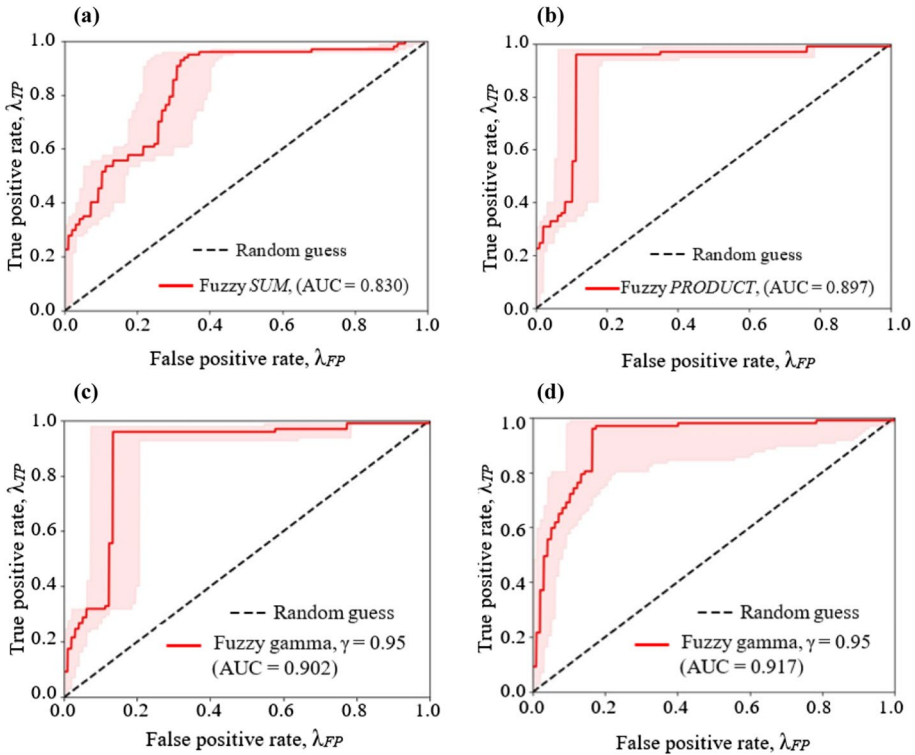 (a)
1.0
0.8
0.6
0.4
0.2
0.0
True positive rate, λTP
Random guess
Fuzzy SUM, (AUC = 0.830)
0.0 0.2 0.4 0.6 0.8 1.0
False positive rate, λFP
(b)
1.0
0.8
0.6
0.4
0.2
0.0
True positive rate, λTP
Random guess
Fuzzy PRODUCT, (AUC = 0.897)
0.0 0.2 0.4 0.6 0.8 1.0
False positive rate, λFP
(c)
1.0
0.8
0.6
0.4
0.2
0.0
True positive rate, λTP
Random guess
Fuzzy gamma, γ = 0.95
(AUC = 0.902)
0.0 0.2 0.4 0.6 0.8 1.0
False positive rate, λFP
(d)
1.0
0.8
0.6
0.4
0.2
0.0
True positive rate, λTP
Random guess
Fuzzy gamma, γ = 0.95
(AUC = 0.917)
0.0 0.2 0.4 0.6 0.8 1.0
False positive rate, λFP